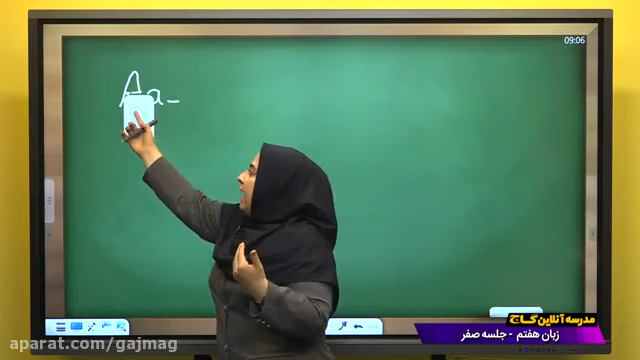 09:06
Aa-
مدرسه آنلاین گاج
زبان هفتم - جلسه صفر
aparat.com/gajmag